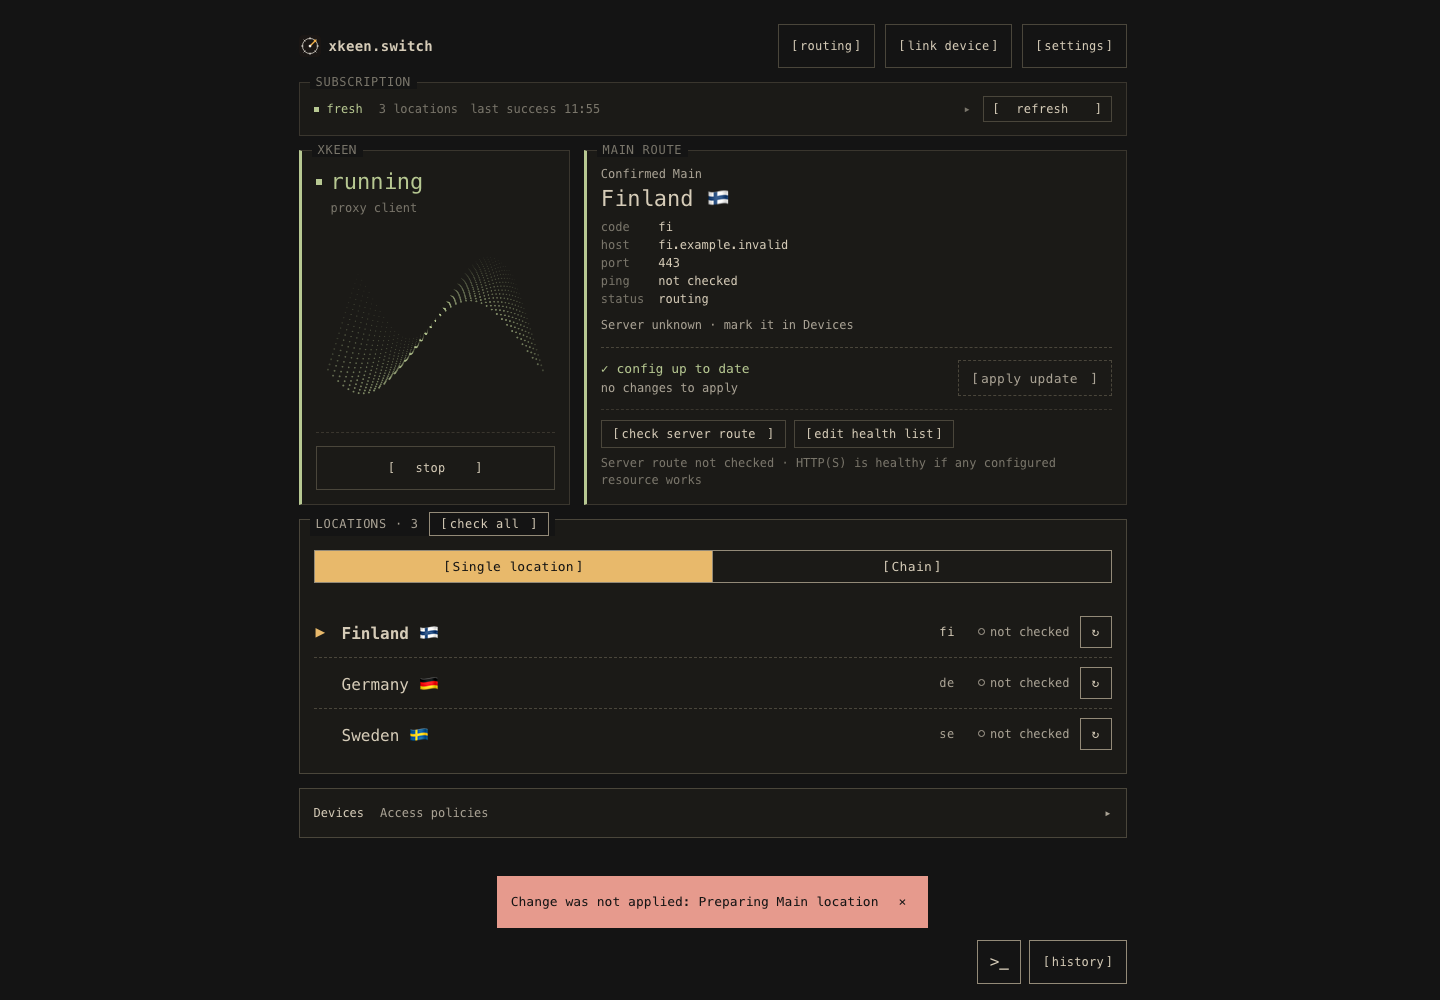 xkeen.switch
[routing] [link device] [settings]
SUBSCRIPTION
fresh 3 locations last success 11:55 ▸ [ refresh ]
XKEEN
running
proxy client
[ stop ]
MAIN ROUTE
Confirmed Main
Finland 🇫🇮
code fi
host fi.example.invalid
port 443
ping not checked
status routing
Server unknown · mark it in Devices
✓ config up to date
no changes to apply
[apply update ]
[check server route ] [edit health list]
Server route not checked · HTTP(S) is healthy if any configured
resource works
LOCATIONS · 3 [check all ]
[Single location] [Chain]
▶ Finland 🇫🇮 fi ○ not checked ↻
Germany 🇩🇪 de ○ not checked ↻
Sweden 🇸🇪 se ○ not checked ↻
Devices Access policies ▸
Change was not applied: Preparing Main location ×
>_ [history]